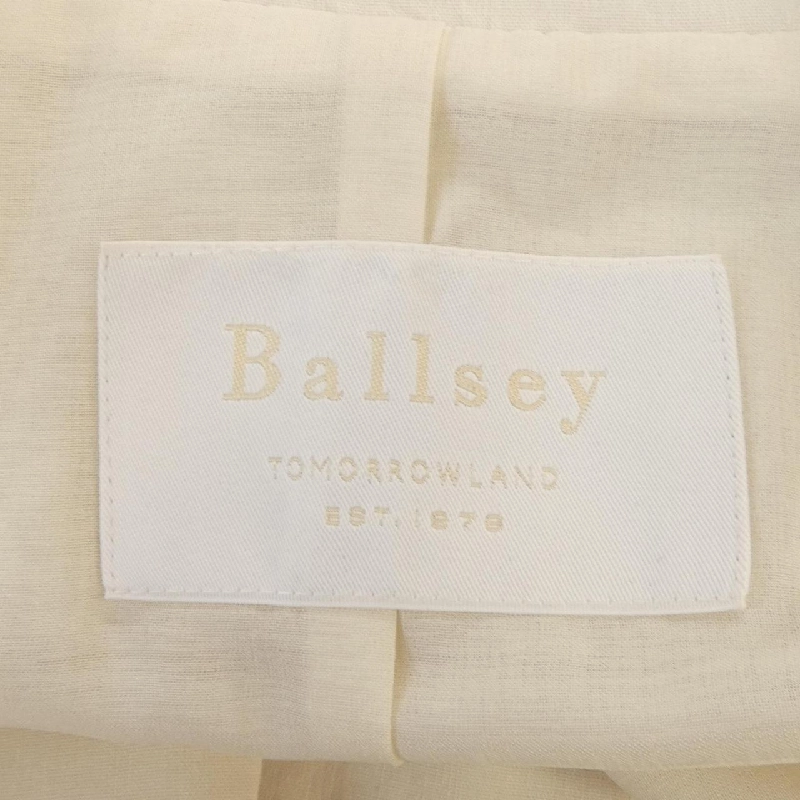 Ballsey
TOMORROWLAND
EST. 1978